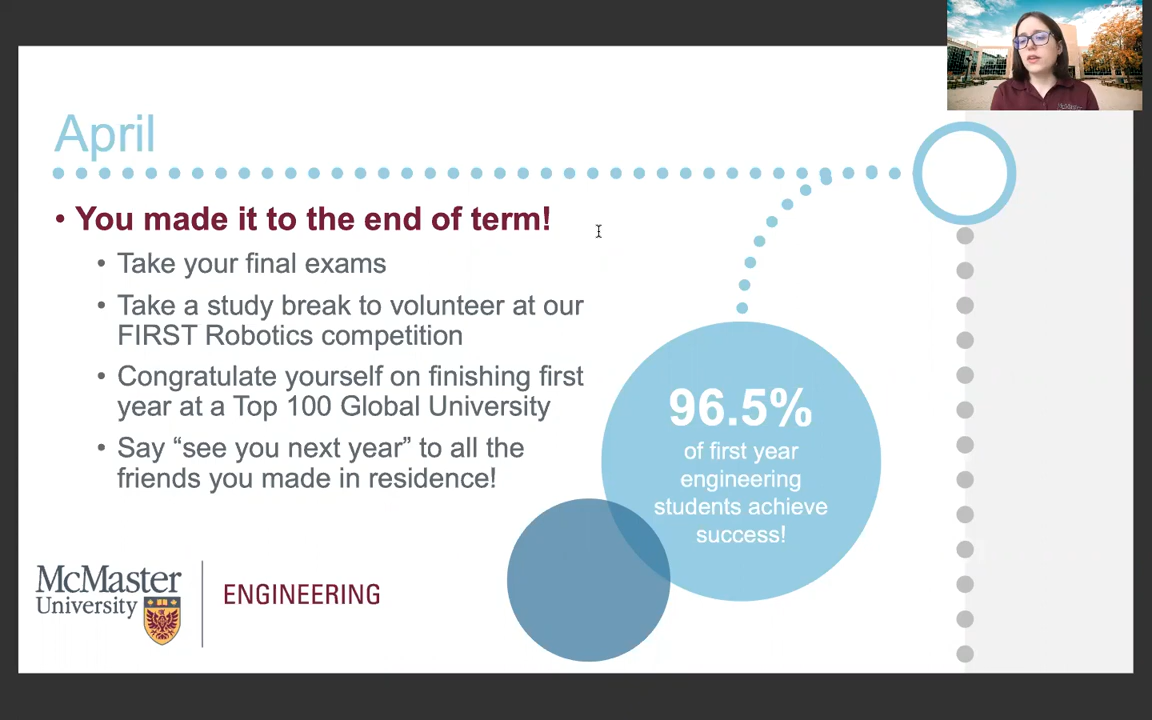 April
• You made it to the end of term!
• Take your final exams
• Take a study break to volunteer at our
FIRST Robotics competition
• Congratulate yourself on finishing first
year at a Top 100 Global University
• Say “see you next year” to all the
friends you made in residence!
96.5%
of first year
engineering
students achieve
success!
McMaster
University
ENGINEERING